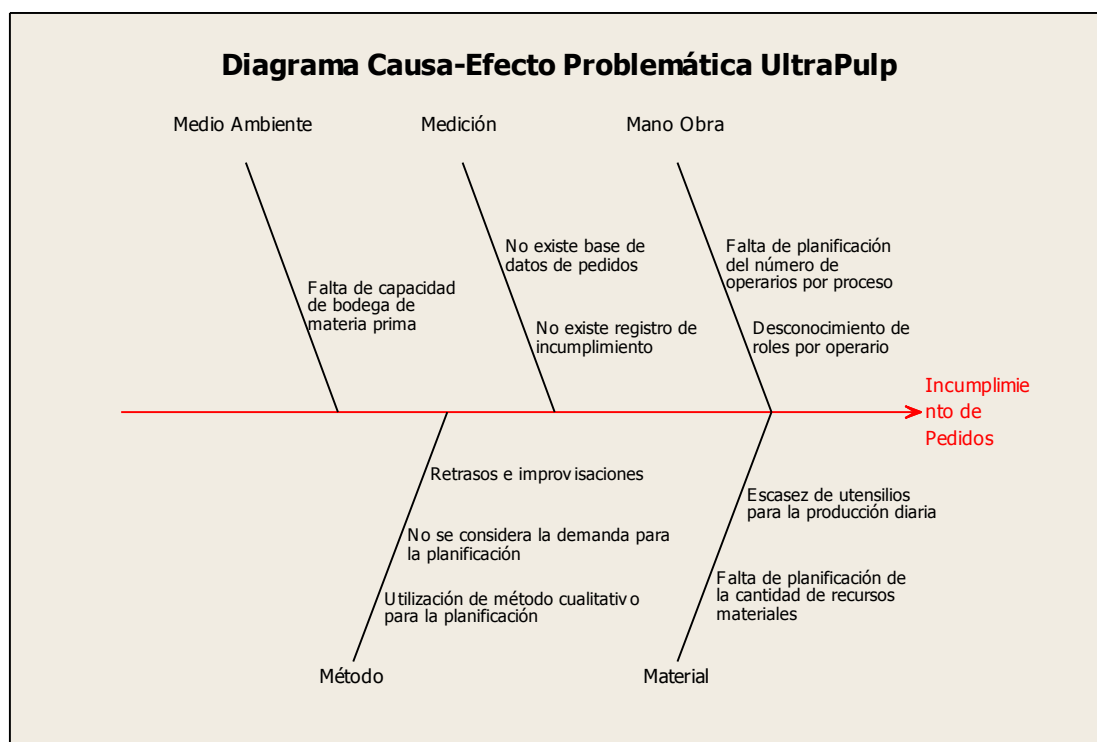 Diagrama Causa-Efecto Problemática UltraPulp
Medio Ambiente
Medición
Mano Obra
Falta de capacidad
de bodega de
materia prima
No existe base de
datos de pedidos
No existe registro de
incumplimiento
Falta de planificación
del número de
operarios por proceso
Desconocimiento de
roles por operario
Incumplimie
nto de
Pedidos
Retrasos e improvisaciones
No se considera la demanda para
la planificación
Utilización de método cualitativo
para la planificación
Método
Escasez de utensilios
para la producción diaria
Falta de planificación de
la cantidad de recursos
materiales
Material